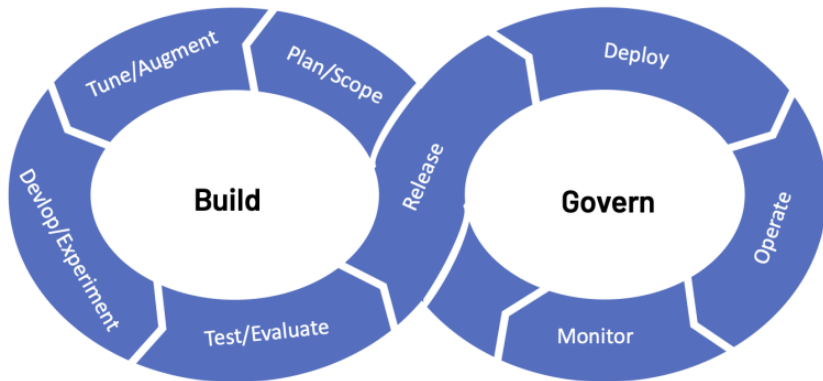 Tune/Augment
Plan/Scope
Deploy
Devlop/Experiment
Build
Release
Govern
Operate
Test/Evaluate
Monitor